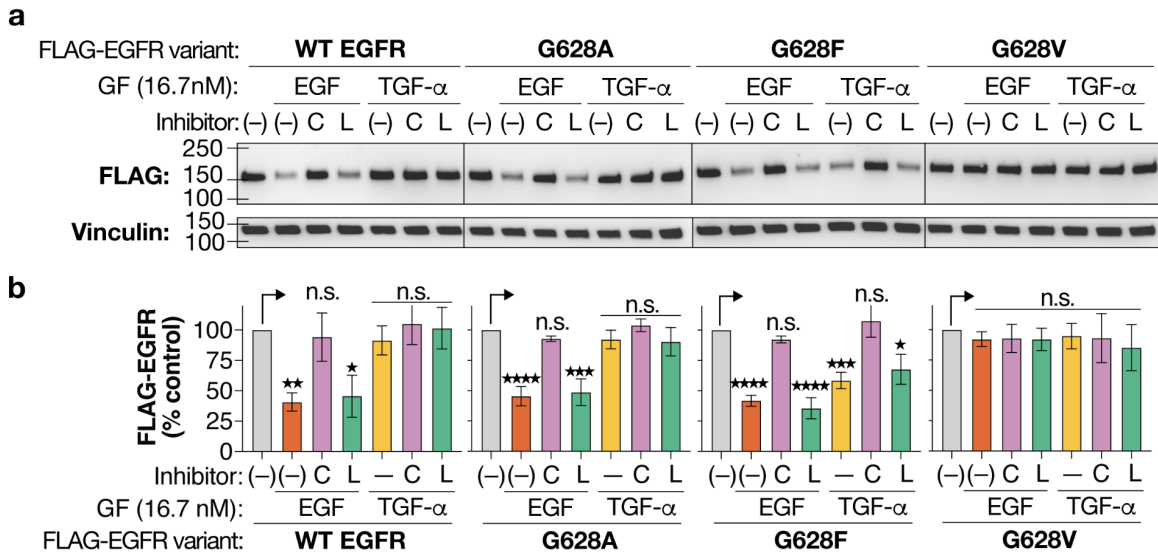 a
FLAG-EGFR variant: WT EGFR G628A G628F G628V
GF (16.7nM): EGF TGF-α EGF TGF-α EGF TGF-α EGF TGF-α
Inhibitor: (–) (–) C L (–) C L (–) (–) C L (–) C L (–) (–) C L (–) C L (–) (–) C L (–) C L
250
FLAG: 150
100
Vinculin: 150
100
b
n.s. n.s. n.s. n.s. n.s. n.s. n.s.
FLAG-EGFR
(% control)
100
75
50
25
0
★★ ★ ★★★★ ★★★ ★★★★ ★★★★ ★★★ ★
Inhibitor: (–) (–) C L — C L (–) (–) C L — C L (–) (–) C L — C L (–) (–) C L — C L
GF (16.7 nM): EGF TGF-α EGF TGF-α EGF TGF-α EGF TGF-α
FLAG-EGFR variant: WT EGFR G628A G628F G628V